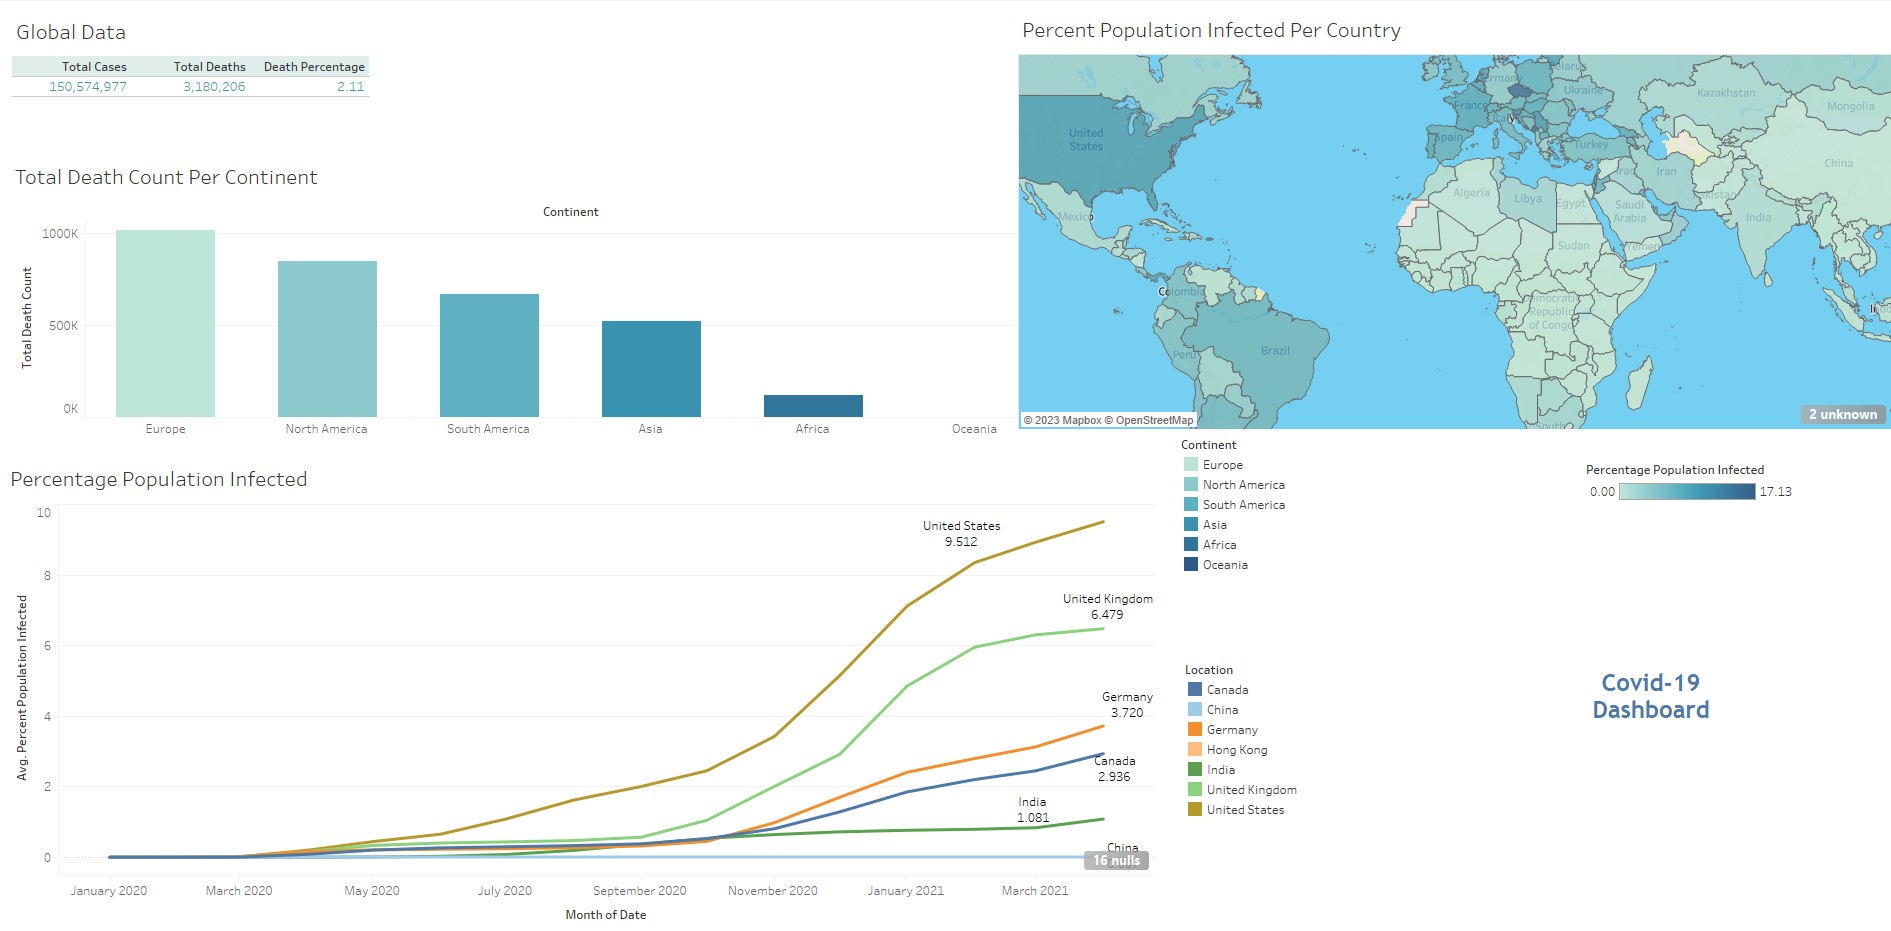 Global Data
Total Cases Total Deaths Death Percentage
150,574,977 3,180,206 2.11
Total Death Count Per Continent
Continent
Total Death Count
1000K
500K
0K
Europe North America South America Asia Africa Oceania
Percent Population Infected Per Country
United States
Mexico
Colombia
Peru
Brazil
Germany
Belarus
Ukraine
France
Italy
Spain
Turkey
Kazakhstan
Mongolia
China
Iraq
Iran
Algeria
Libya
Egypt
Saudi Arabia
Pakistan
India
Sudan
Yemen
Democratic Republic of Congo
South
© 2023 Mapbox © OpenStreetMap
2 unknown
Percentage Population Infected
Avg. Percent Population Infected
10
8
6
4
2
0
United States
9.512
United Kingdom
6.479
Germany
3.720
Canada
2.936
India
1.081
China
16 nulls
January 2020 March 2020 May 2020 July 2020 September 2020 November 2020 January 2021 March 2021
Month of Date
Continent
Europe
North America
South America
Asia
Africa
Oceania
Percentage Population Infected
0.00 17.13
Location
Canada
China
Germany
Hong Kong
India
United Kingdom
United States
Covid-19
Dashboard